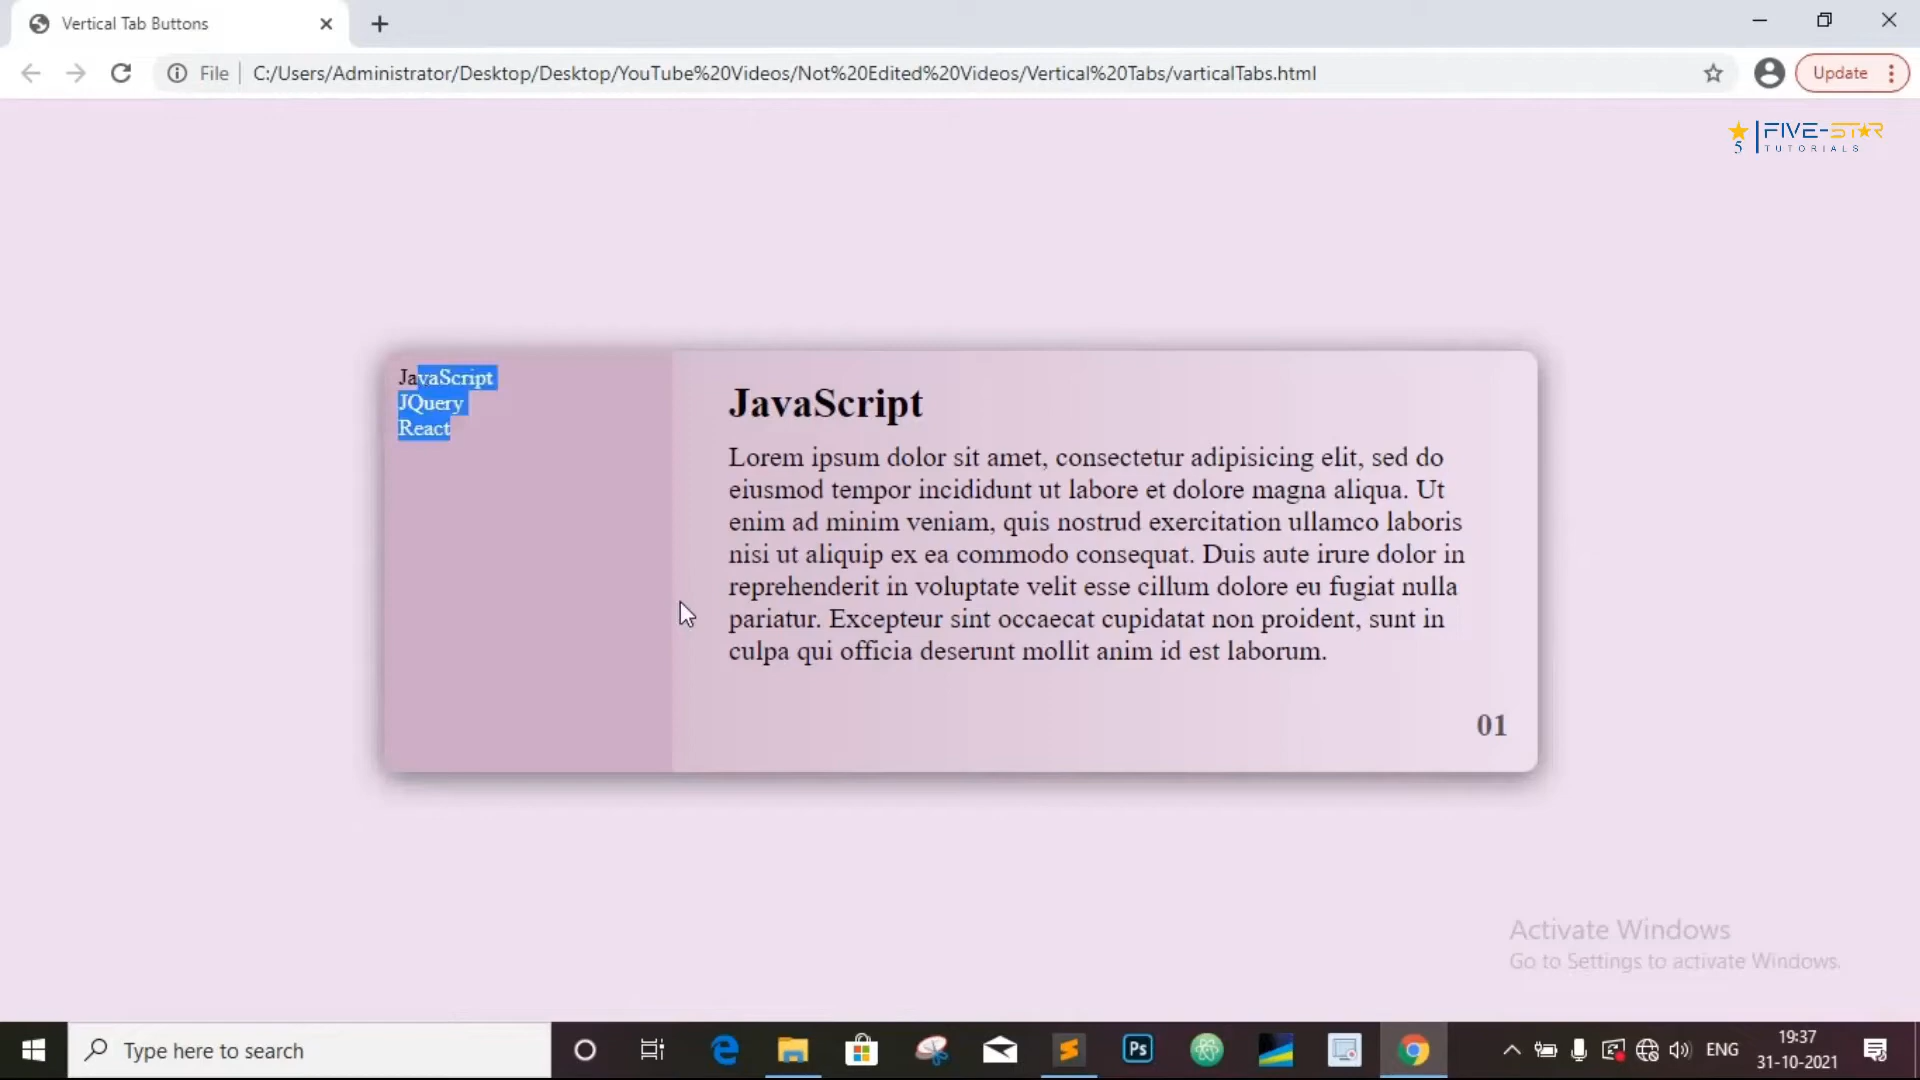 Vertical Tab Buttons
File
C:/Users/Administrator/Desktop/Desktop/YouTube%20Videos/Not%20Edited%20Videos/Vertical%20Tabs/varticalTabs.html
Update
5 FIVE-STAR
TUTORIALS
JavaScript
JQuery
React
JavaScript
Lorem ipsum dolor sit amet, consectetur adipisicing elit, sed do
eiusmod tempor incididunt ut labore et dolore magna aliqua. Ut
enim ad minim veniam, quis nostrud exercitation ullamco laboris
nisi ut aliquip ex ea commodo consequat. Duis aute irure dolor in
reprehenderit in voluptate velit esse cillum dolore eu fugiat nulla
pariatur. Excepteur sint occaecat cupidatat non proident, sunt in
culpa qui officia deserunt mollit anim id est laborum.
01
Activate Windows
Go to Settings to activate Windows.
Type here to search
Ps
ENG
19:37
31-10-2021